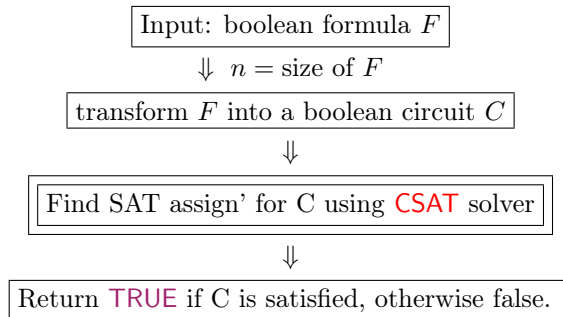 Input: boolean formula F
⇓ n = size of F
transform F into a boolean circuit C
⇓
Find SAT assign' for C using CSAT solver
⇓
Return TRUE if C is satisfied, otherwise false.